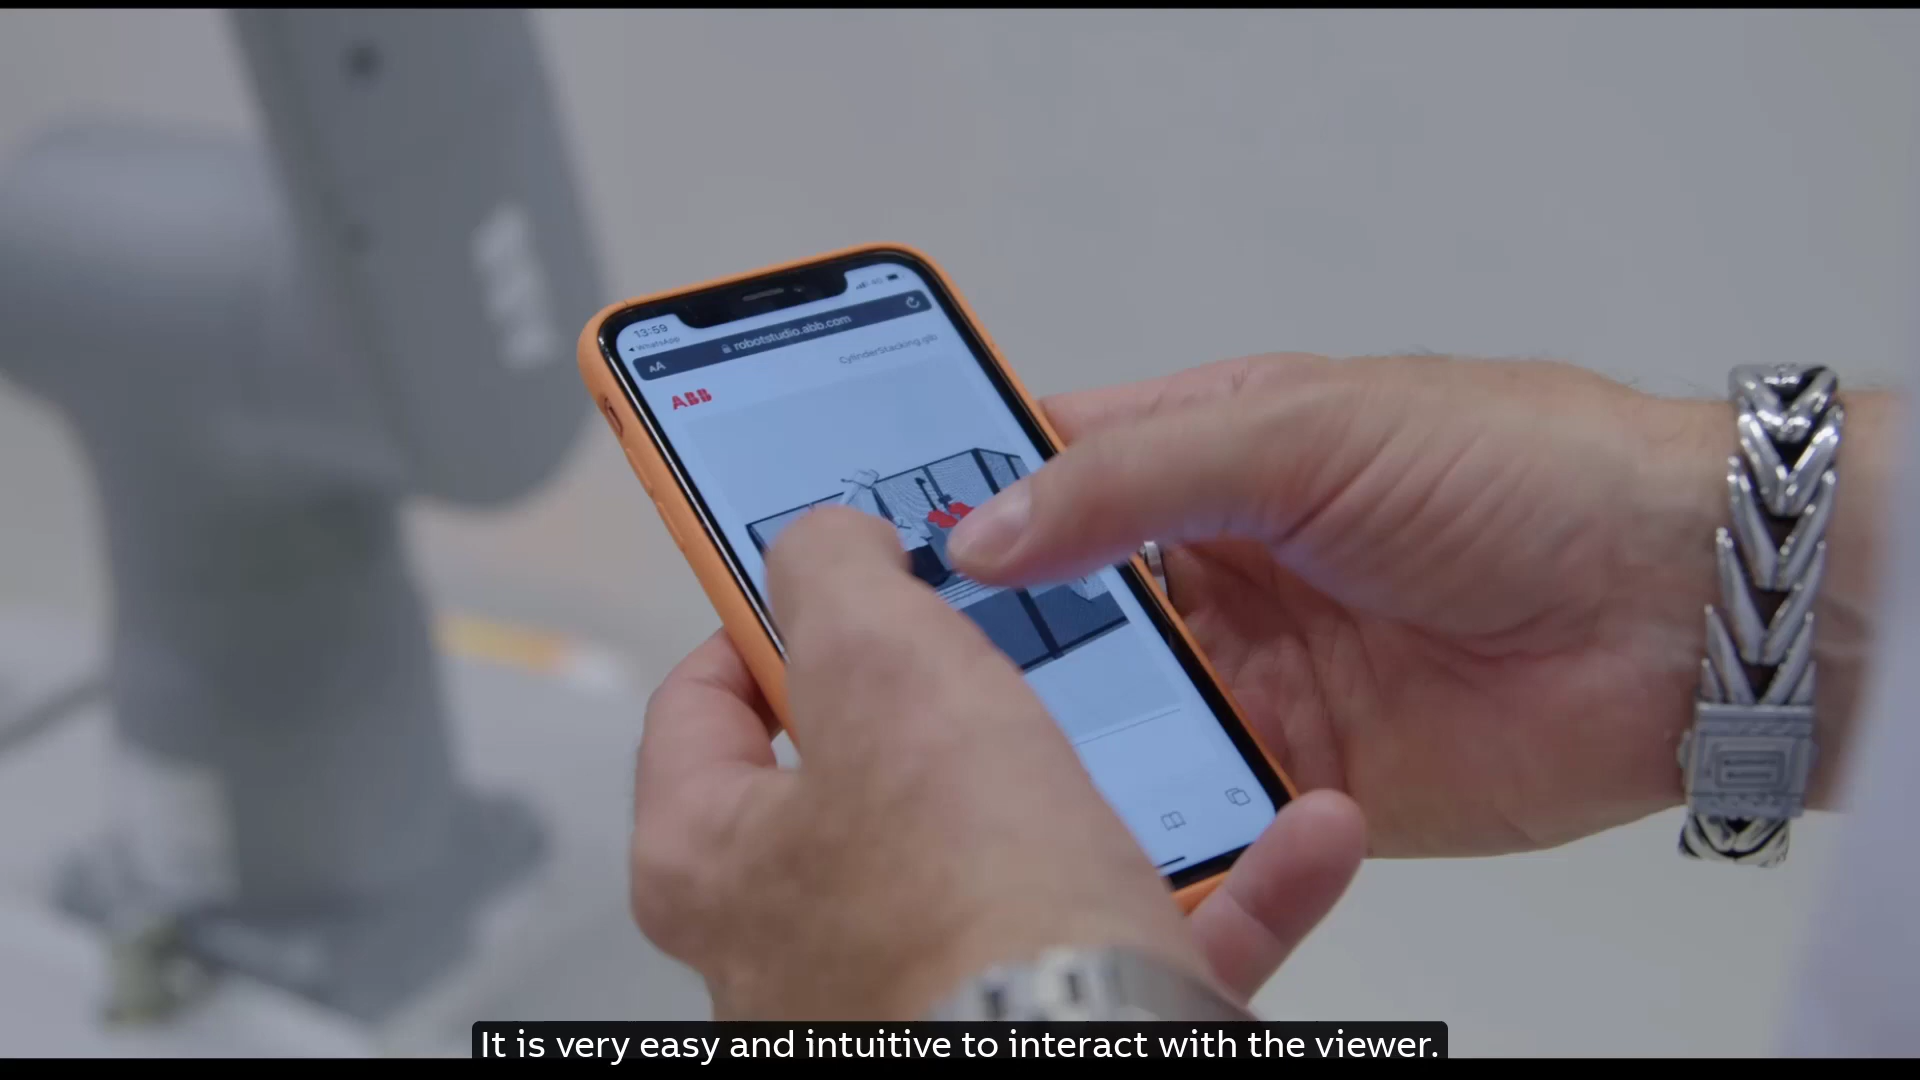 13:59
WhatsApp
AA robotstudio.abb.com
CylinderStacking.glb
ABB
It is very easy and intuitive to interact with the viewer.